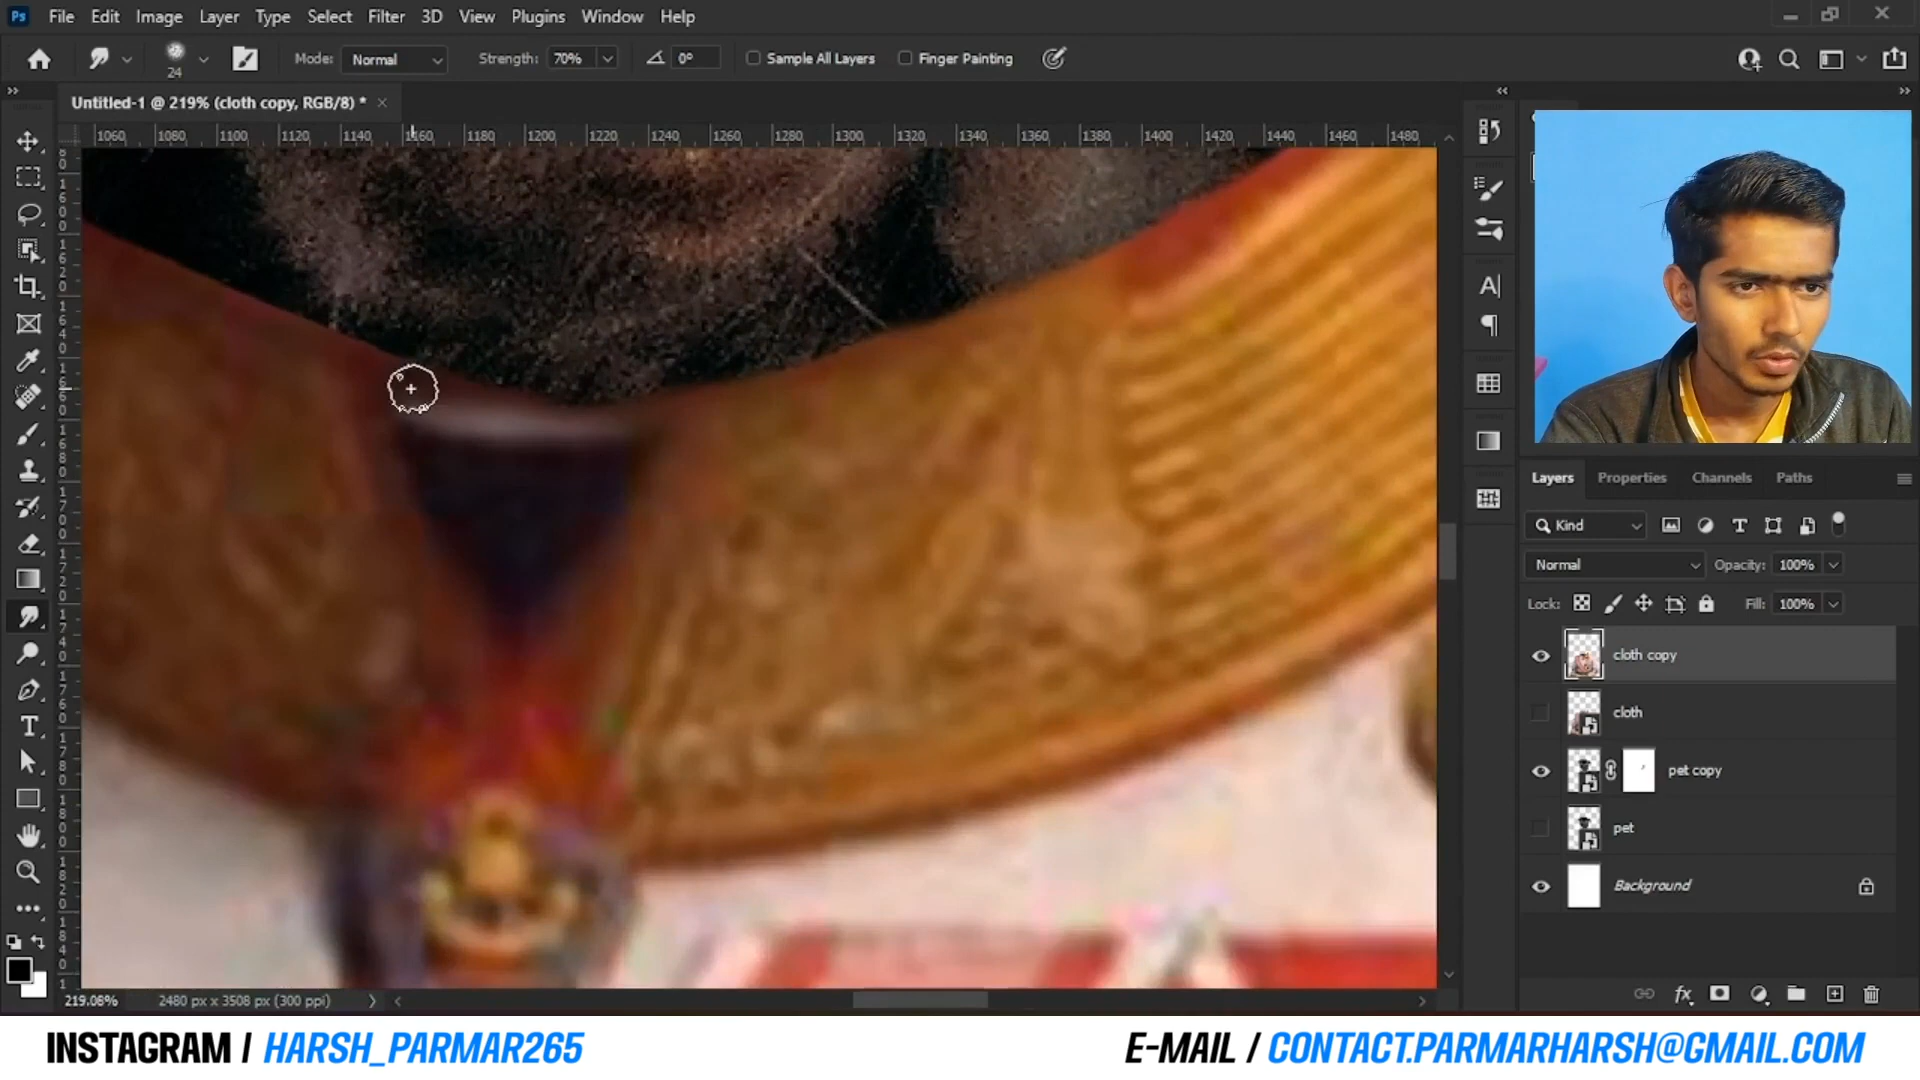 Ps File Edit Image Layer Type Select Filter 3D View Plugins Window Help
24 Mode: Normal Strength: 70% 0° Sample All Layers Finger Painting
Untitled-1 @ 219% (cloth copy, RGB/8) * ×
1060 1080 1100 1120 1140 1160 1180 1200 1220 1240 1260 1280 1300 1320 1340 1360 1380 1400 1420 1440 1460 1480
Layers Properties Channels Paths
Kind
Normal Opacity: 100%
Lock: Fill: 100%
cloth copy
cloth
pet copy
pet
Background
219.08% 2480 px x 3508 px (300 ppi)
INSTAGRAM / HARSH_PARMAR265
E-MAIL / CONTACT.PARMARHARSH@GMAIL.COM